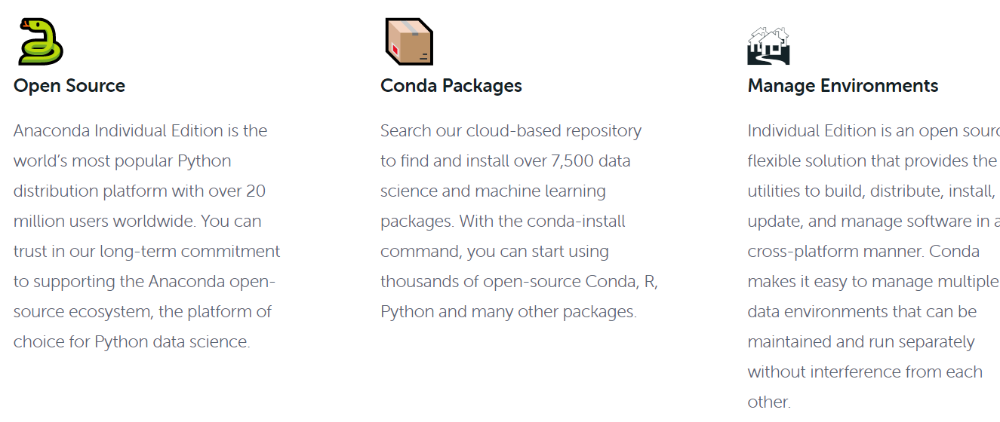 Open Source
Anaconda Individual Edition is the
world's most popular Python
distribution platform with over 20
million users worldwide. You can
trust in our long-term commitment
to supporting the Anaconda open-
source ecosystem, the platform of
choice for Python data science.
Conda Packages
Search our cloud-based repository
to find and install over 7,500 data
science and machine learning
packages. With the conda-install
command, you can start using
thousands of open-source Conda, R,
Python and many other packages.
Manage Environments
Individual Edition is an open
flexible solution that provides the
utilities to build, distribute, install,
update, and manage software in
cross-platform manner. Conda
makes it easy to manage multiple
data environments that can be
maintained and run separately
without interference from each
other.